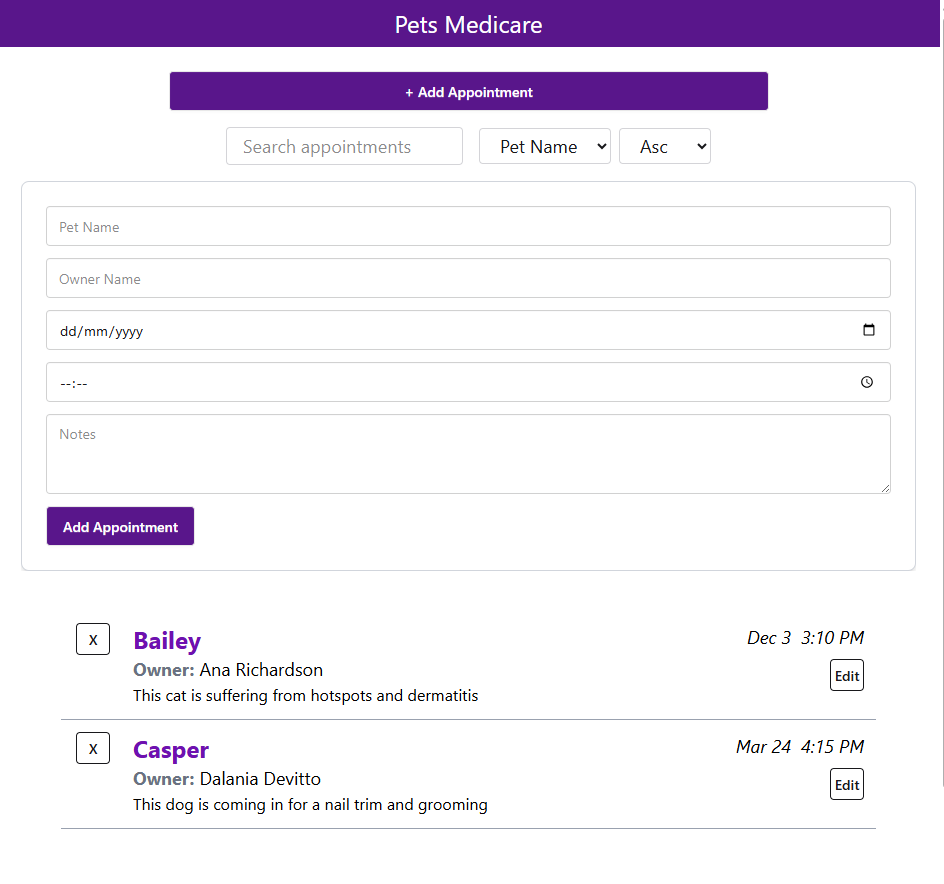 Pets Medicare
+ Add Appointment
Search appointments Pet Name Asc
Pet Name
Owner Name
dd/mm/yyyy
--:--
Notes
Add Appointment
X Bailey Dec 3 3:10 PM
Owner: Ana Richardson Edit
This cat is suffering from hotspots and dermatitis
X Casper Mar 24 4:15 PM
Owner: Dalania Devitto Edit
This dog is coming in for a nail trim and grooming